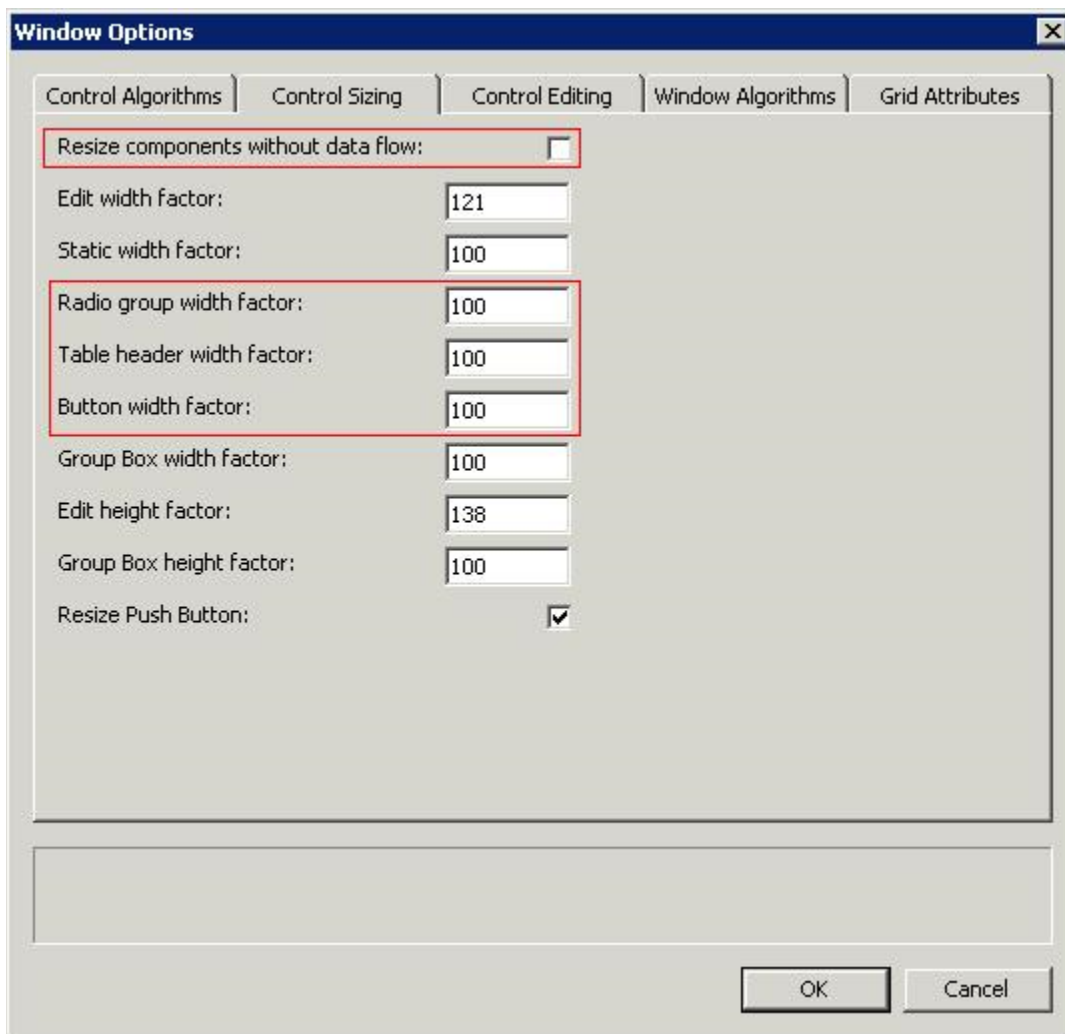 Window Options
Control Algorithms Control Sizing Control Editing Window Algorithms Grid Attributes
Resize components without data flow:
Edit width factor: 121
Static width factor: 100
Radio group width factor: 100
Table header width factor: 100
Button width factor: 100
Group Box width factor: 100
Edit height factor: 138
Group Box height factor: 100
Resize Push Button:
OK Cancel